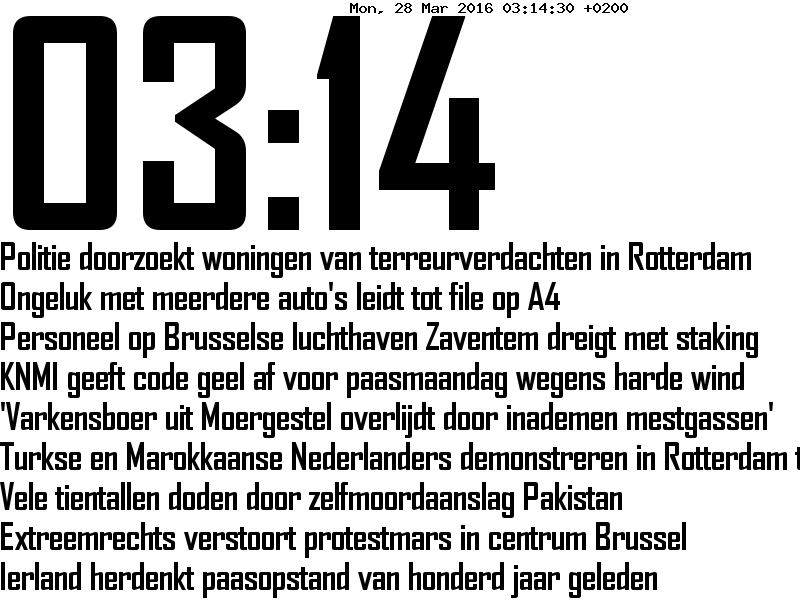 Mon, 28 Mar 2016 03:14:30 +0200
03:14
Politie doorzoekt woningen van terreurverdachten in Rotterdam
Ongeluk met meerdere auto's leidt tot file op A4
Personeel op Brusselse luchthaven Zaventem dreigt met staking
KNMI geeft code geel af voor paasmaandag wegens harde wind
'Varkensboer uit Moergestel overlijdt door inademen mestgassen'
Turkse en Marokkaanse Nederlanders demonstreren in Rotterdam t
Vele tientallen doden door zelfmoordaanslag Pakistan
Extreemrechts verstoort protestmars in centrum Brussel
Ierland herdenkt paasopstand van honderd jaar geleden